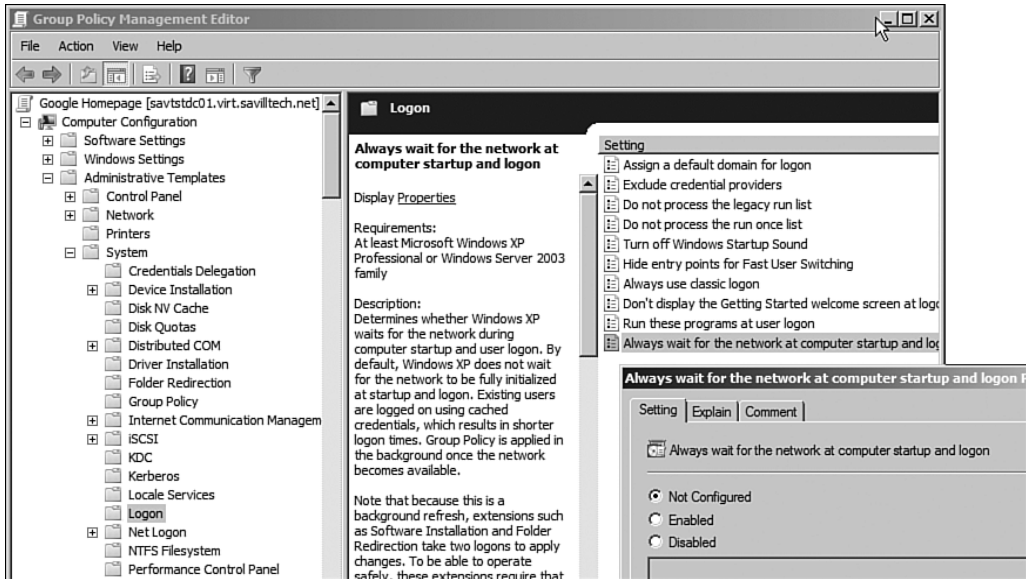 Group Policy Management Editor
File Action View Help
Google Homepage [savtstdc01.virt.savilltech.net]
Computer Configuration
Software Settings
Windows Settings
Administrative Templates
Control Panel
Network
Printers
System
Credentials Delegation
Device Installation
Disk NV Cache
Disk Quotas
Distributed COM
Driver Installation
Folder Redirection
Group Policy
Internet Communication Managem
iSCSI
KDC
Kerberos
Locale Services
Logon
Net Logon
NTFS Filesystem
Performance Control Panel
Logon
Always wait for the network at
computer startup and logon
Display Properties
Requirements:
At least Microsoft Windows XP
Professional or Windows Server 2003
family
Description:
Determines whether Windows XP
waits for the network during
computer startup and user logon. By
default, Windows XP does not wait
for the network to be fully initialized
at startup and logon. Existing users
are logged on using cached
credentials, which results in shorter
logon times. Group Policy is applied in
the background once the network
becomes available.
Note that because this is a
background refresh, extensions such
as Software Installation and Folder
Redirection take two logons to apply
changes. To be able to operate
safely, these extensions require that
Setting
Assign a default domain for logon
Exclude credential providers
Do not process the legacy run list
Do not process the run once list
Turn off Windows Startup Sound
Hide entry points for Fast User Switching
Always use classic logon
Don't display the Getting Started welcome screen at logo
Run these programs at user logon
Always wait for the network at computer startup and log
Always wait for the network at computer startup and logon P
Setting Explain Comment
Always wait for the network at computer startup and logon
Not Configured
Enabled
Disabled